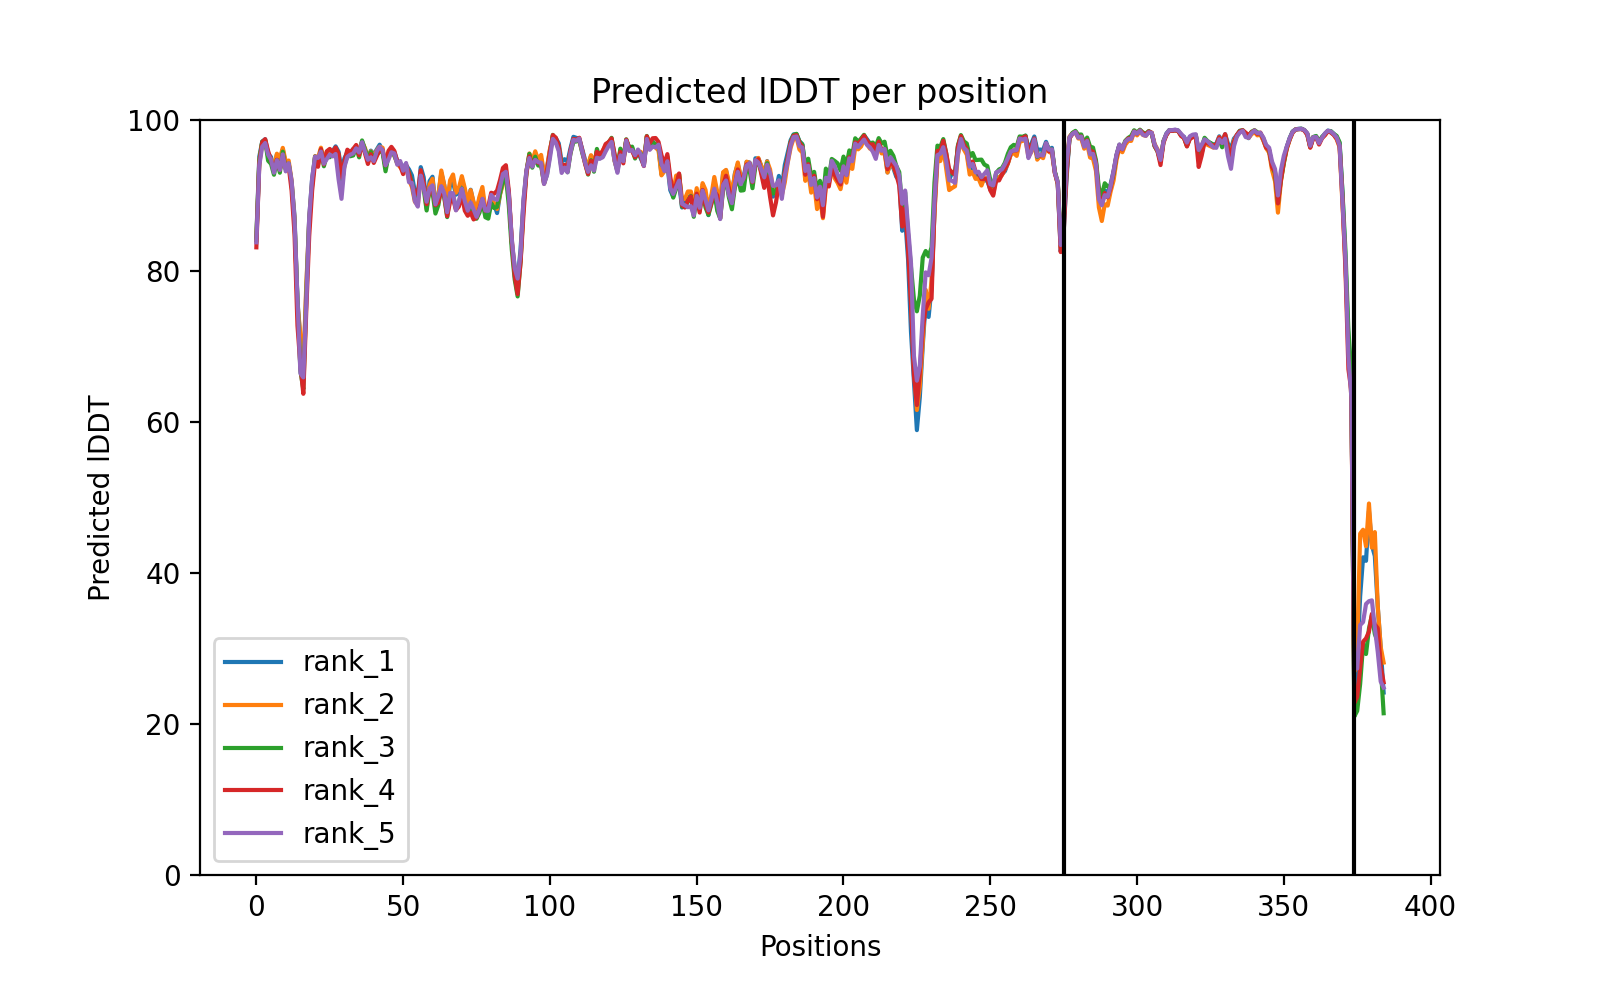 Predicted lDDT per position
100
80
60
40
20
0
Predicted lDDT
rank_1
rank_2
rank_3
rank_4
rank_5
0 50 100 150 200 250 300 350 400
Positions